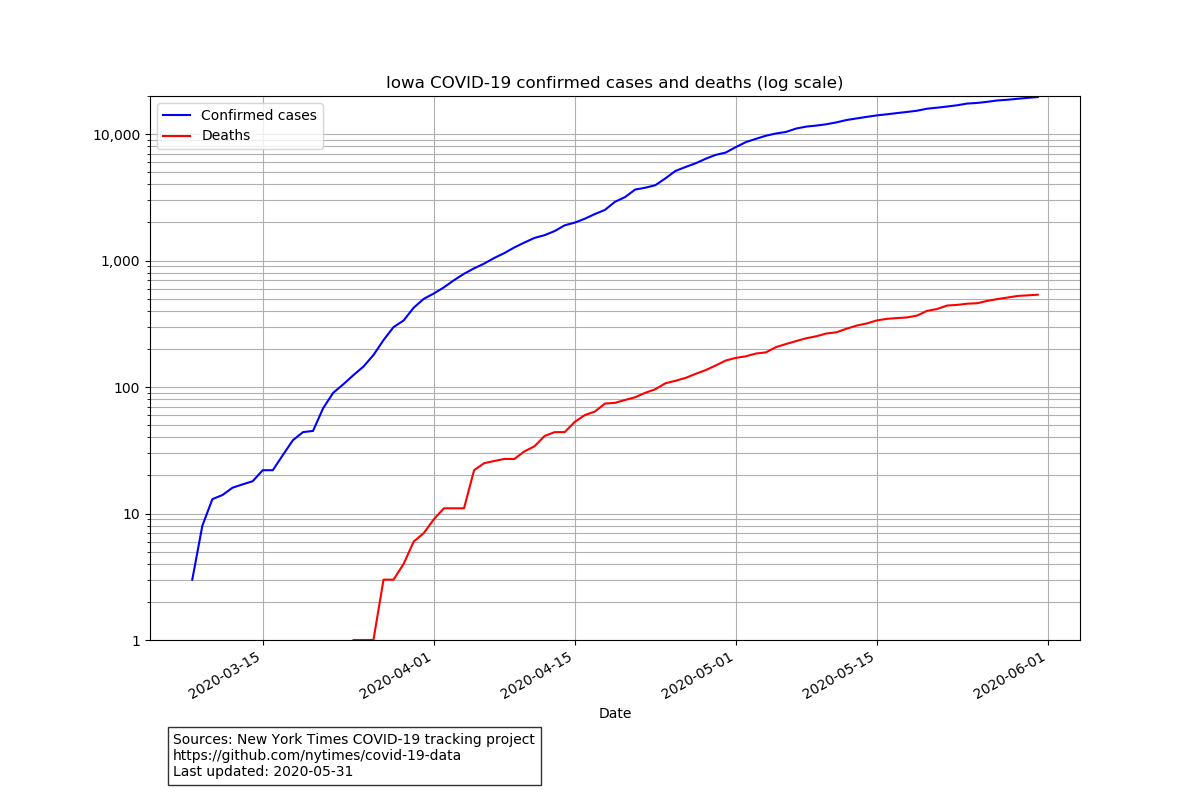 Iowa COVID-19 confirmed cases and deaths (log scale)
Confirmed cases
Deaths
10,000
1,000
100
10
1
2020-03-15
2020-04-01
2020-04-15
2020-05-01
2020-05-15
2020-06-01
Date
Sources: New York Times COVID-19 tracking project
https://github.com/nytimes/covid-19-data
Last updated: 2020-05-31